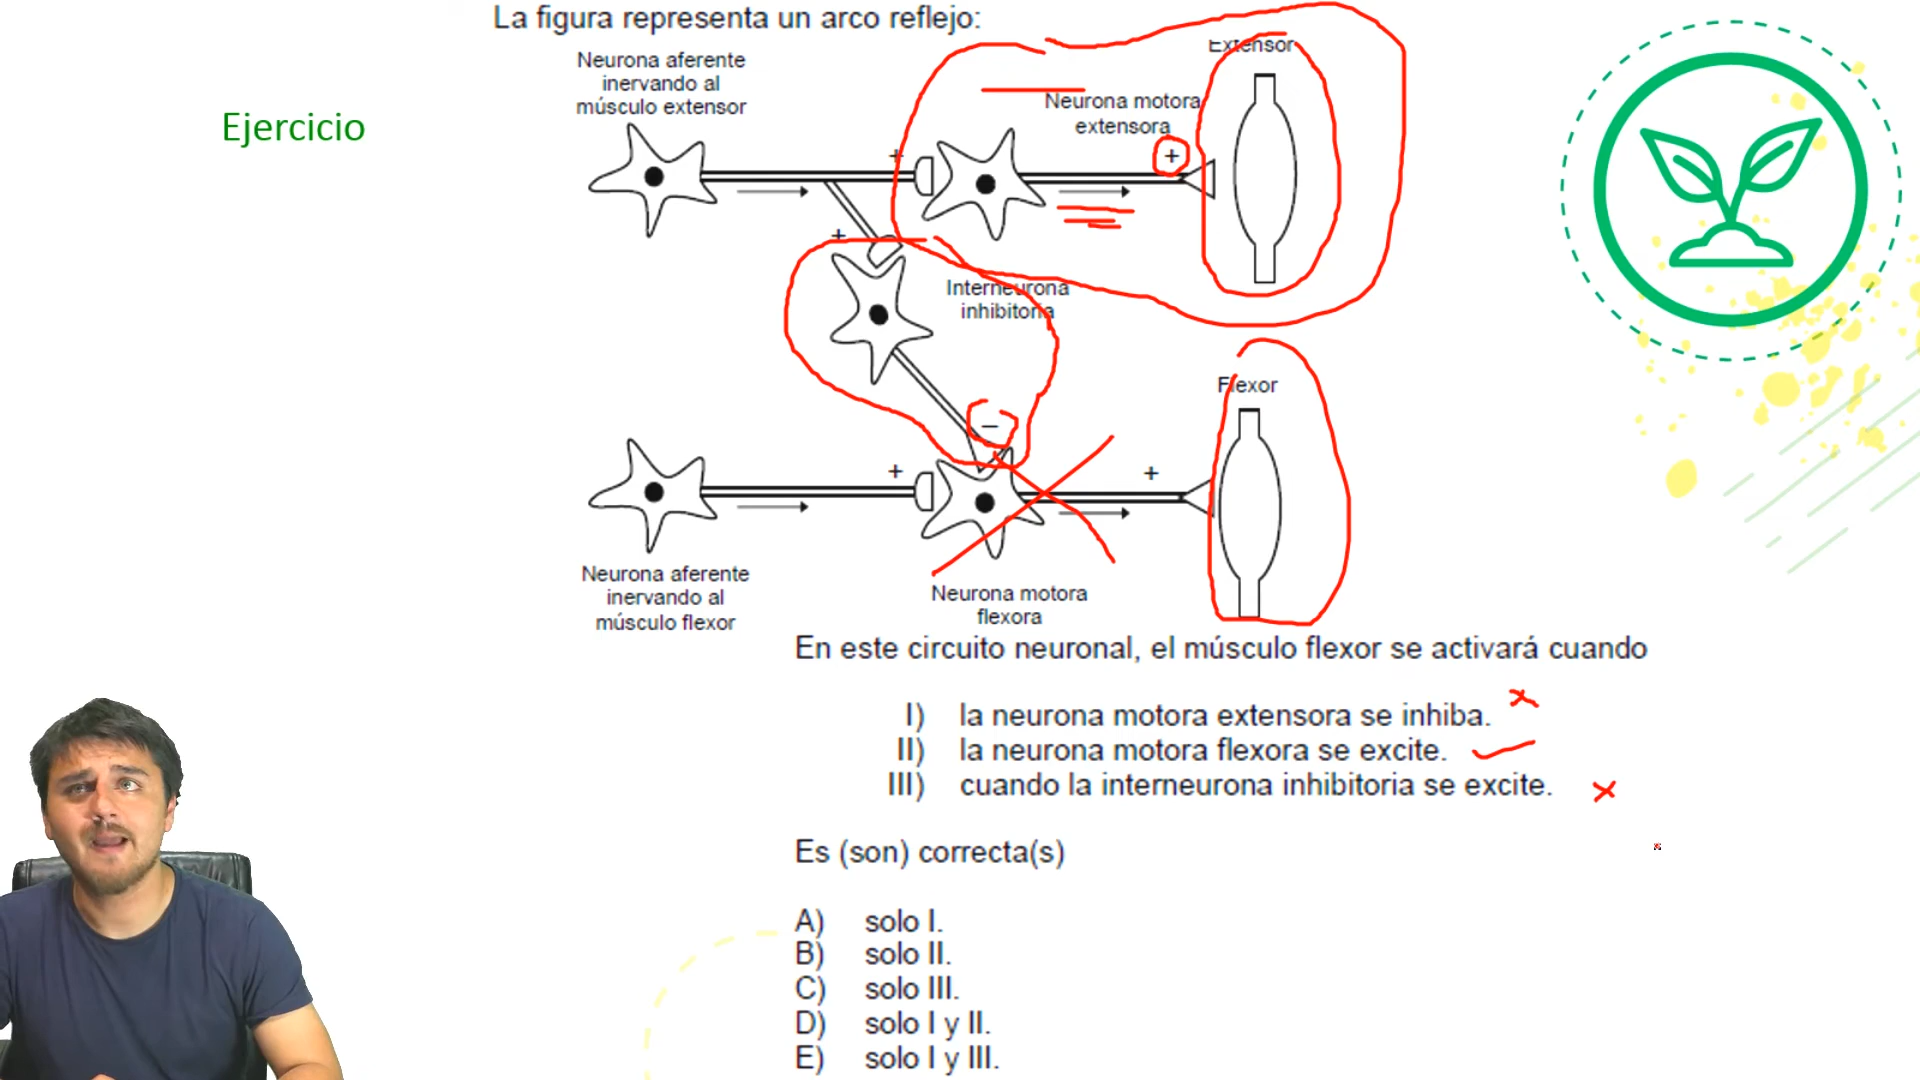 La figura representa un arco reflejo:
Ejercicio
Neurona aferente
inervando al
músculo extensor
Extensor
Neurona motora
extensora
+
+
+
Interneurona
inhibitoria
−
Flexor
+
+
Neurona aferente
inervando al
músculo flexor
Neurona motora
flexora
En este circuito neuronal, el músculo flexor se activará cuando
I) la neurona motora extensora se inhiba.
II) la neurona motora flexora se excite.
III) cuando la interneurona inhibitoria se excite.
Es (son) correcta(s)
A) solo I.
B) solo II.
C) solo III.
D) solo I y II.
E) solo I y III.